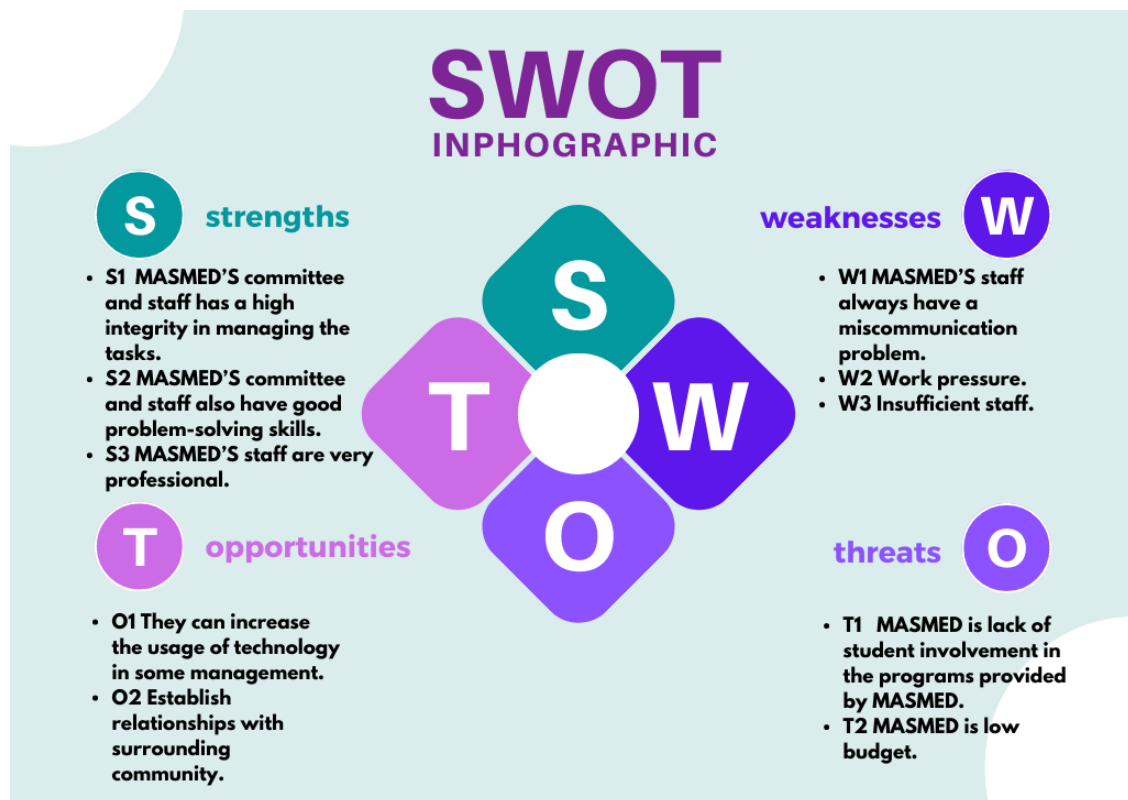 SWOT
INPHOGRAPHIC
S
strengths
• S1 MASMED'S committee
and staff has a high
integrity in managing the
tasks.
• S2 MASMED'S committee
and staff also have good
problem-solving skills.
• S3 MASMED'S staff are very
professional.
weaknesses
W
• W1 MASMED'S staff
always have a
miscommunication
problem.
• W2 Work pressure.
• W3 Insufficient staff.
S
T
W
O
T
opportunities
• O1 They can increase
the usage of technology
in some management.
• O2 Establish
relationships with
surrounding
community.
threats
O
• T1 MASMED is lack of
student involvement in
the programs provided
by MASMED.
• T2 MASMED is low
budget.